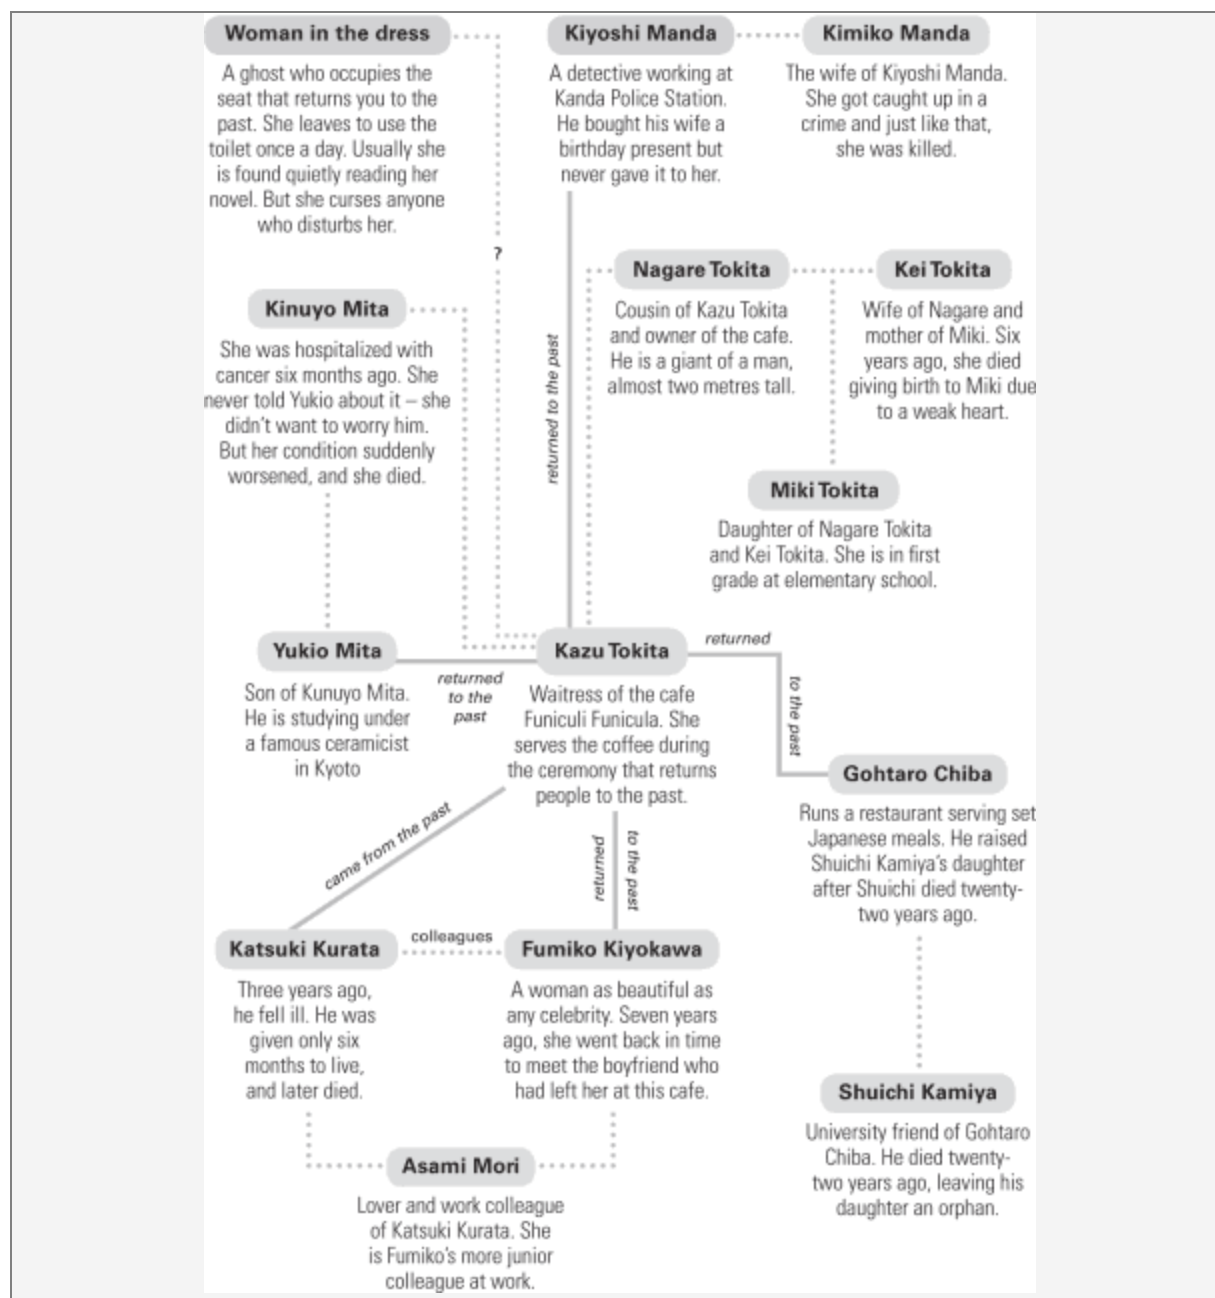 Woman in the dress
A ghost who occupies the
seat that returns you to the
past. She leaves to use the
toilet once a day. Usually she
is found quietly reading her
novel. But she curses anyone
who disturbs her.
?
Kiyoshi Manda
A detective working at
Kanda Police Station.
He bought his wife a
birthday present but
never gave it to her.
Kimiko Manda
The wife of Kiyoshi Manda.
She got caught up in a
crime and just like that,
she was killed.
returned to the past
Nagare Tokita
Cousin of Kazu Tokita
and owner of the cafe.
He is a giant of a man,
almost two metres tall.
Kei Tokita
Wife of Nagare and
mother of Miki. Six
years ago, she died
giving birth to Miki due
to a weak heart.
Kinuyo Mita
She was hospitalized with
cancer six months ago. She
never told Yukio about it – she
didn't want to worry him.
But her condition suddenly
worsened, and she died.
Miki Tokita
Daughter of Nagare Tokita
and Kei Tokita. She is in first
grade at elementary school.
Yukio Mita
Son of Kunuyo Mita.
He is studying under
a famous ceramicist
in Kyoto
returned
to the
past
Kazu Tokita
Waitress of the cafe
Funiculi Funicula. She
serves the coffee during
the ceremony that returns
people to the past.
returned
to the past
Gohtaro Chiba
Runs a restaurant serving set
Japanese meals. He raised
Shuichi Kamiya's daughter
after Shuichi died twenty-
two years ago.
came from the past
returned
to the past
Katsuki Kurata
Three years ago,
he fell ill. He was
given only six
months to live,
and later died.
colleagues
Fumiko Kiyokawa
A woman as beautiful as
any celebrity. Seven years
ago, she went back in time
to meet the boyfriend who
had left her at this cafe.
Shuichi Kamiya
University friend of Gohtaro
Chiba. He died twenty-
two years ago, leaving his
daughter an orphan.
Asami Mori
Lover and work colleague
of Katsuki Kurata. She
is Fumiko's more junior
colleague at work.